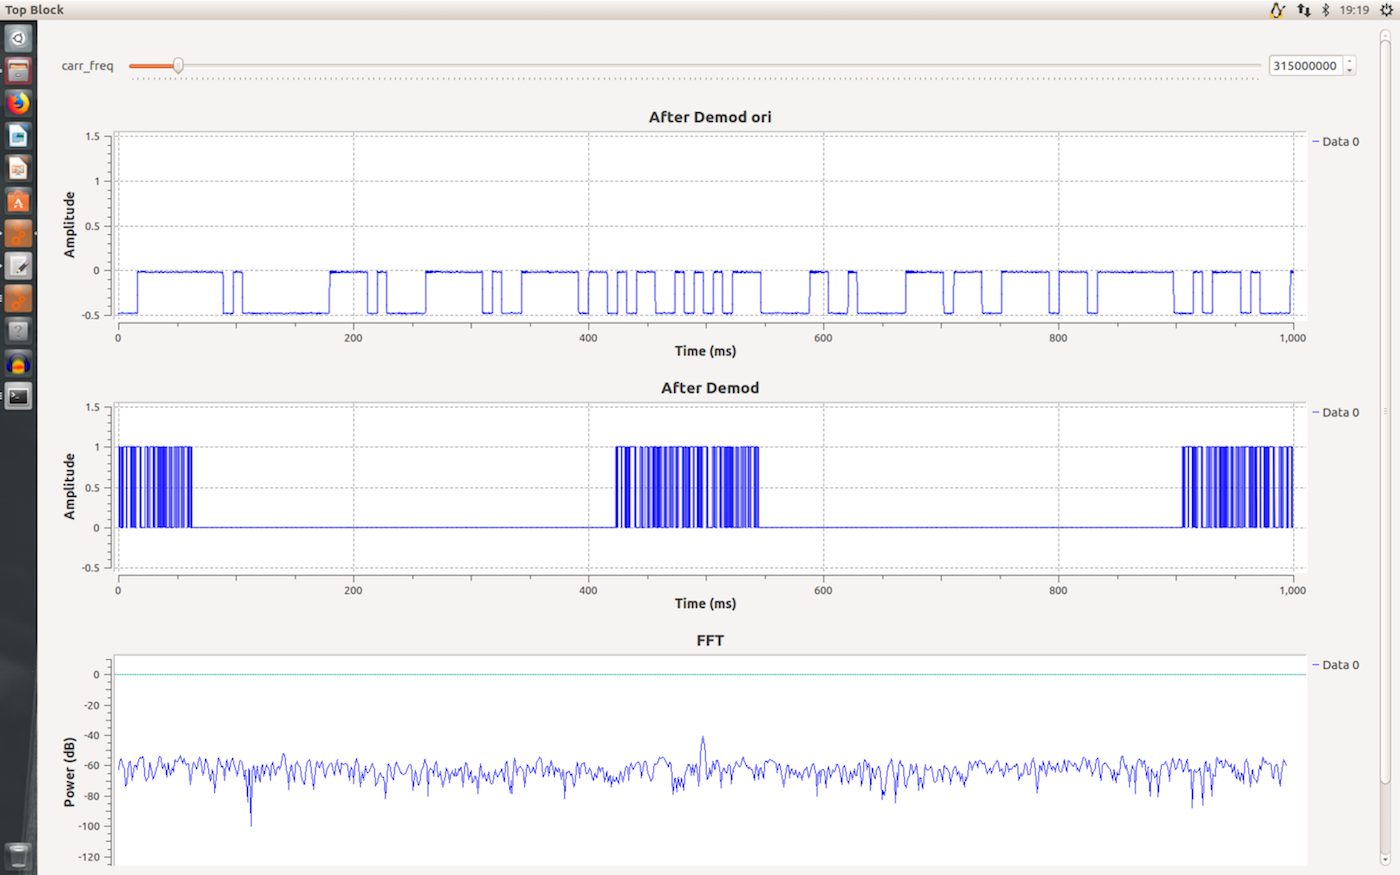 Top Block
19:19
carr_freq
315000000
After Demod ori
Data 0
Amplitude
1.5
1
0.5
0
-0.5
0 200 400 600 800 1,000
Time (ms)
After Demod
Data 0
Amplitude
1.5
1
0.5
0
-0.5
0 200 400 600 800 1,000
Time (ms)
FFT
Data 0
Power (dB)
0
-20
-40
-60
-80
-100
-120